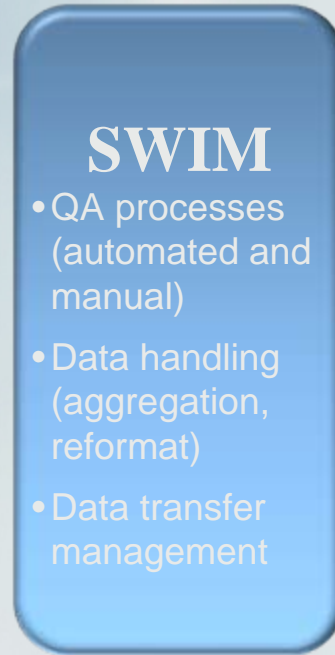 SWIM
•QA processes
(automated and
manual)
•Data handling
(aggregation,
reformat)
•Data transfer
management